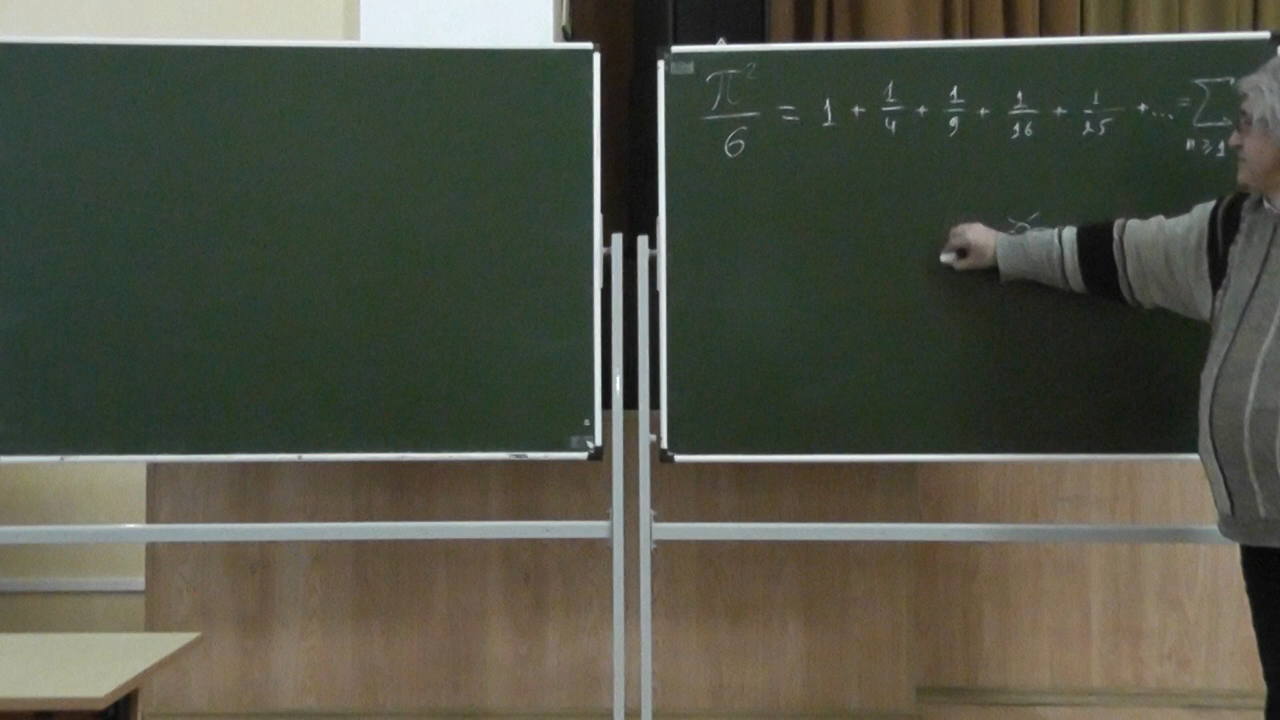 π²/6 = 1 + 1/4 + 1/9 + 1/16 + 1/25 + ... = ∑ n≥1